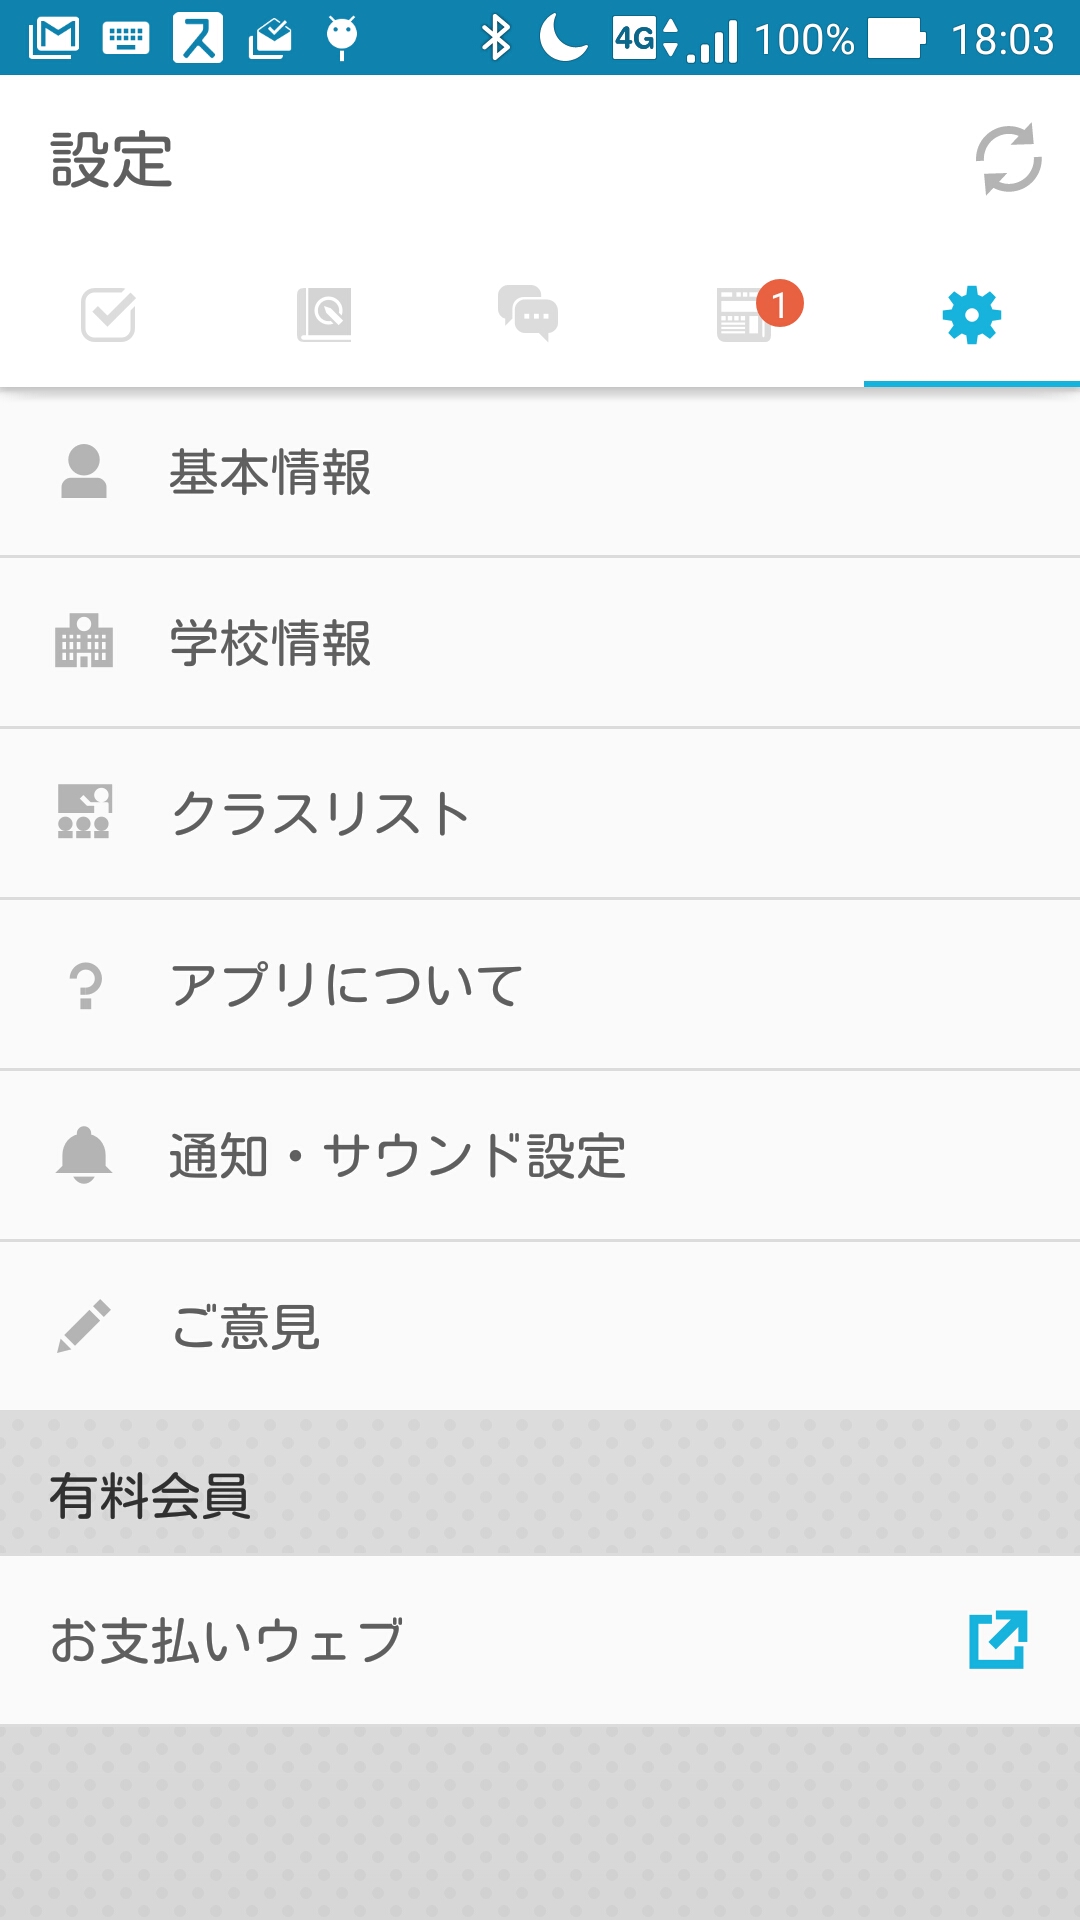 ス 4G 100% 18:03
設定
1
基本情報
学校情報
クラスリスト
アプリについて
通知・サウンド設定
ご意見
有料会員
お支払いウェブ